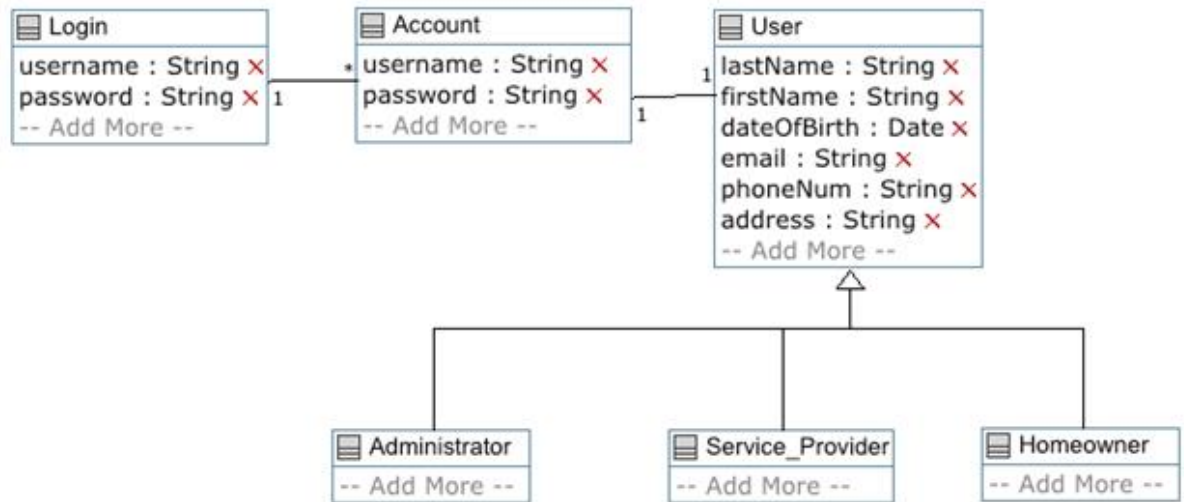 Login
username : String ×
password : String ×
-- Add More --
1
*
Account
username : String ×
password : String ×
-- Add More --
1
1
User
lastName : String ×
firstName : String ×
dateOfBirth : Date ×
email : String ×
phoneNum : String ×
address : String ×
-- Add More --
Administrator
-- Add More --
Service_Provider
-- Add More --
Homeowner
-- Add More --